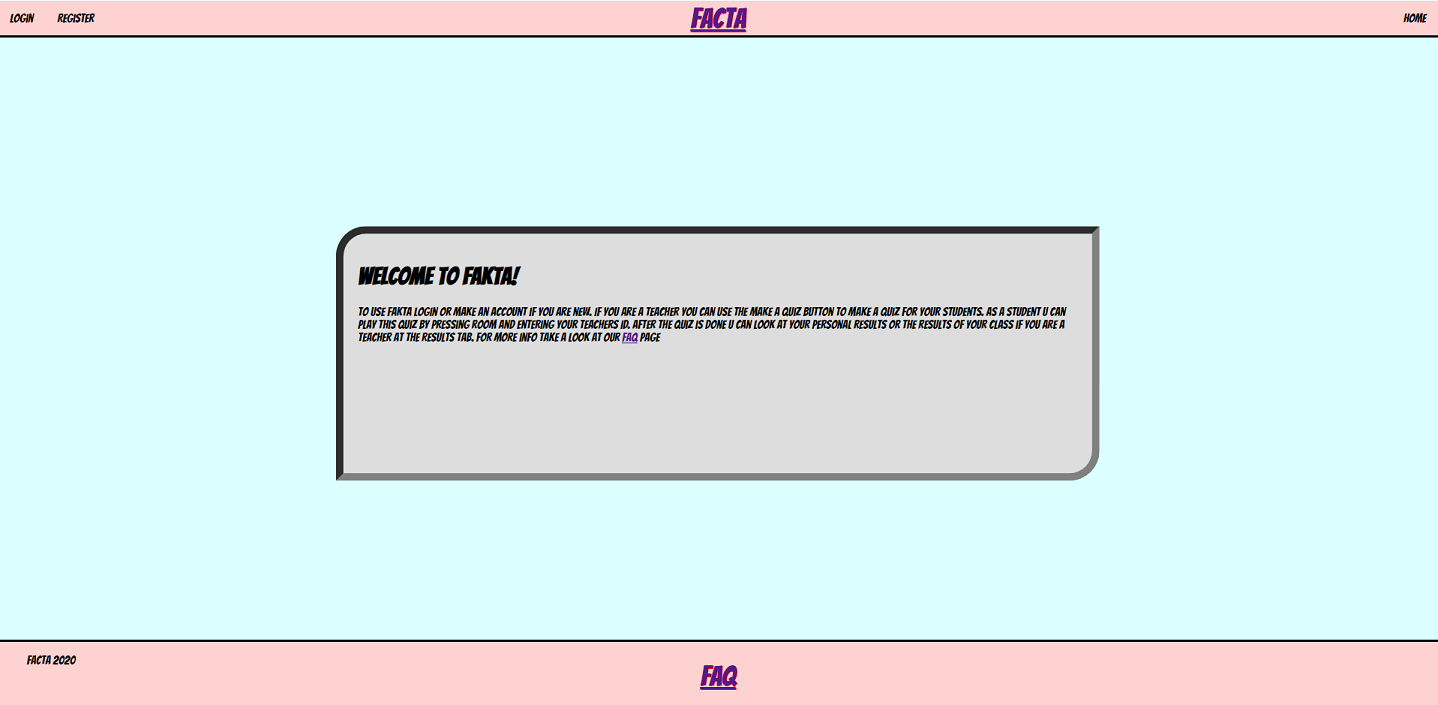 LOGIN REGISTER FACTA HOME
WELCOME TO FAKTA!
TO USE FAKTA LOGIN OR MAKE AN ACCOUNT IF YOU ARE NEW. IF YOU ARE A TEACHER YOU CAN USE THE MAKE A QUIZ BUTTON TO MAKE A QUIZ FOR YOUR STUDENTS. AS A STUDENT U CAN
PLAY THIS QUIZ BY PRESSING ROOM AND ENTERING YOUR TEACHERS ID. AFTER THE QUIZ IS DONE U CAN LOOK AT YOUR PERSONAL RESULTS OR THE RESULTS OF YOUR CLASS IF YOU ARE A
TEACHER AT THE RESULTS TAB. FOR MORE INFO TAKE A LOOK AT OUR FAQ PAGE
FACTA 2020
FAQ